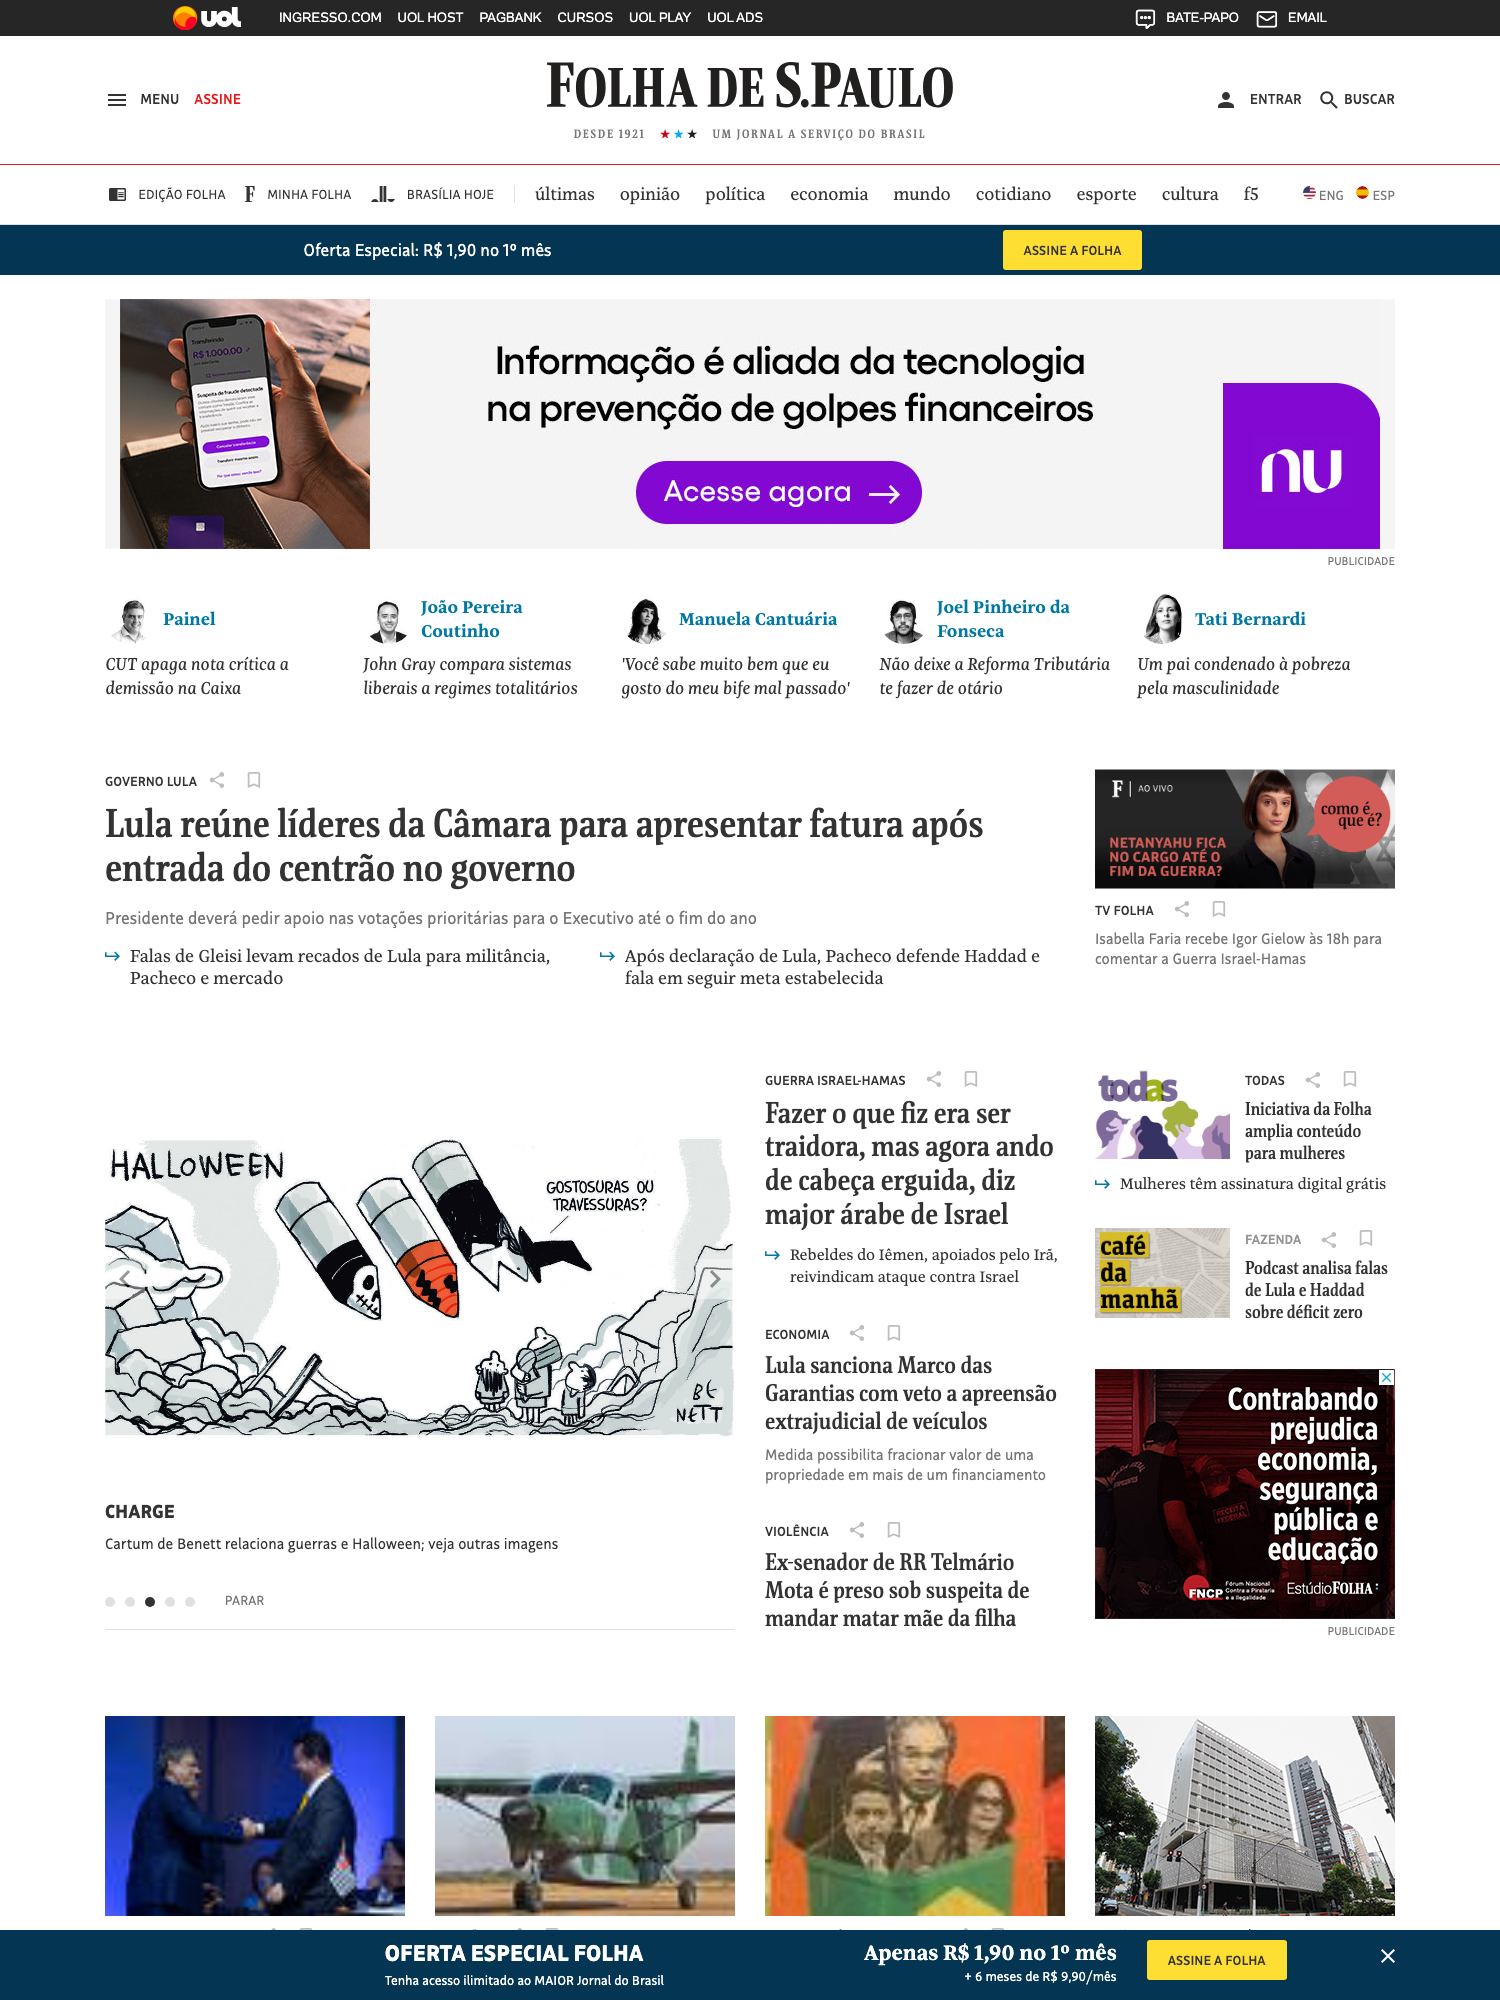 uol INGRESSO.COM UOL HOST PAGBANK CURSOS UOL PLAY UOL ADS BATE-PAPO EMAIL
MENU ASSINE
FOLHA DE S.PAULO
DESDE 1921 ★★★ UM JORNAL A SERVIÇO DO BRASIL
ENTRAR BUSCAR
EDIÇÃO FOLHA F MINHA FOLHA BRASÍLIA HOJE últimas opinião política economia mundo cotidiano esporte cultura f5 ENG ESP
Oferta Especial: R$ 1,90 no 1º mês ASSINE A FOLHA
Transferindo
R$ 1.000,00
Suspeita de fraude detectada
Cancelar transferência
Transferir mesmo assim
Informação é aliada da tecnologia
na prevenção de golpes financeiros
Acesse agora →
nu
PUBLICIDADE
Painel
CUT apaga nota crítica a
demissão na Caixa
João Pereira
Coutinho
John Gray compara sistemas
liberais a regimes totalitários
Manuela Cantuária
'Você sabe muito bem que eu
gosto do meu bife mal passado'
Joel Pinheiro da
Fonseca
Não deixe a Reforma Tributária
te fazer de otário
Tati Bernardi
Um pai condenado à pobreza
pela masculinidade
GOVERNO LULA
Lula reúne líderes da Câmara para apresentar fatura após
entrada do centrão no governo
Presidente deverá pedir apoio nas votações prioritárias para o Executivo até o fim do ano
Falas de Gleisi levam recados de Lula para militância,
Pacheco e mercado
Após declaração de Lula, Pacheco defende Haddad e
fala em seguir meta estabelecida
F AO VIVO
como é
que é?
NETANYAHU FICA
NO CARGO ATÉ O
FIM DA GUERRA?
TV FOLHA
Isabella Faria recebe Igor Gielow às 18h para
comentar a Guerra Israel-Hamas
HALLOWEEN
GOSTOSURAS OU
TRAVESSURAS?
BENETT
CHARGE
Cartum de Benett relaciona guerras e Halloween; veja outras imagens
PARAR
GUERRA ISRAEL-HAMAS
Fazer o que fiz era ser
traidora, mas agora ando
de cabeça erguida, diz
major árabe de Israel
Rebeldes do Iêmen, apoiados pelo Irã,
reivindicam ataque contra Israel
ECONOMIA
Lula sanciona Marco das
Garantias com veto a apreensão
extrajudicial de veículos
Medida possibilita fracionar valor de uma
propriedade em mais de um financiamento
VIOLÊNCIA
Ex-senador de RR Telmário
Mota é preso sob suspeita de
mandar matar mãe da filha
todas
TODAS
Iniciativa da Folha
amplia conteúdo
para mulheres
Mulheres têm assinatura digital grátis
café
da
manhã
FAZENDA
Podcast analisa falas
de Lula e Haddad
sobre déficit zero
Contrabando
prejudica
economia,
segurança
pública e
educação
RECEITA
FEDERAL
FNCP Fórum Nacional
Contra a Pirataria
e a Ilegalidade
EstúdioFOLHA
PUBLICIDADE
OFERTA ESPECIAL FOLHA
Tenha acesso ilimitado ao MAIOR Jornal do Brasil
Apenas R$ 1,90 no 1º mês
+ 6 meses de R$ 9,90/mês
ASSINE A FOLHA